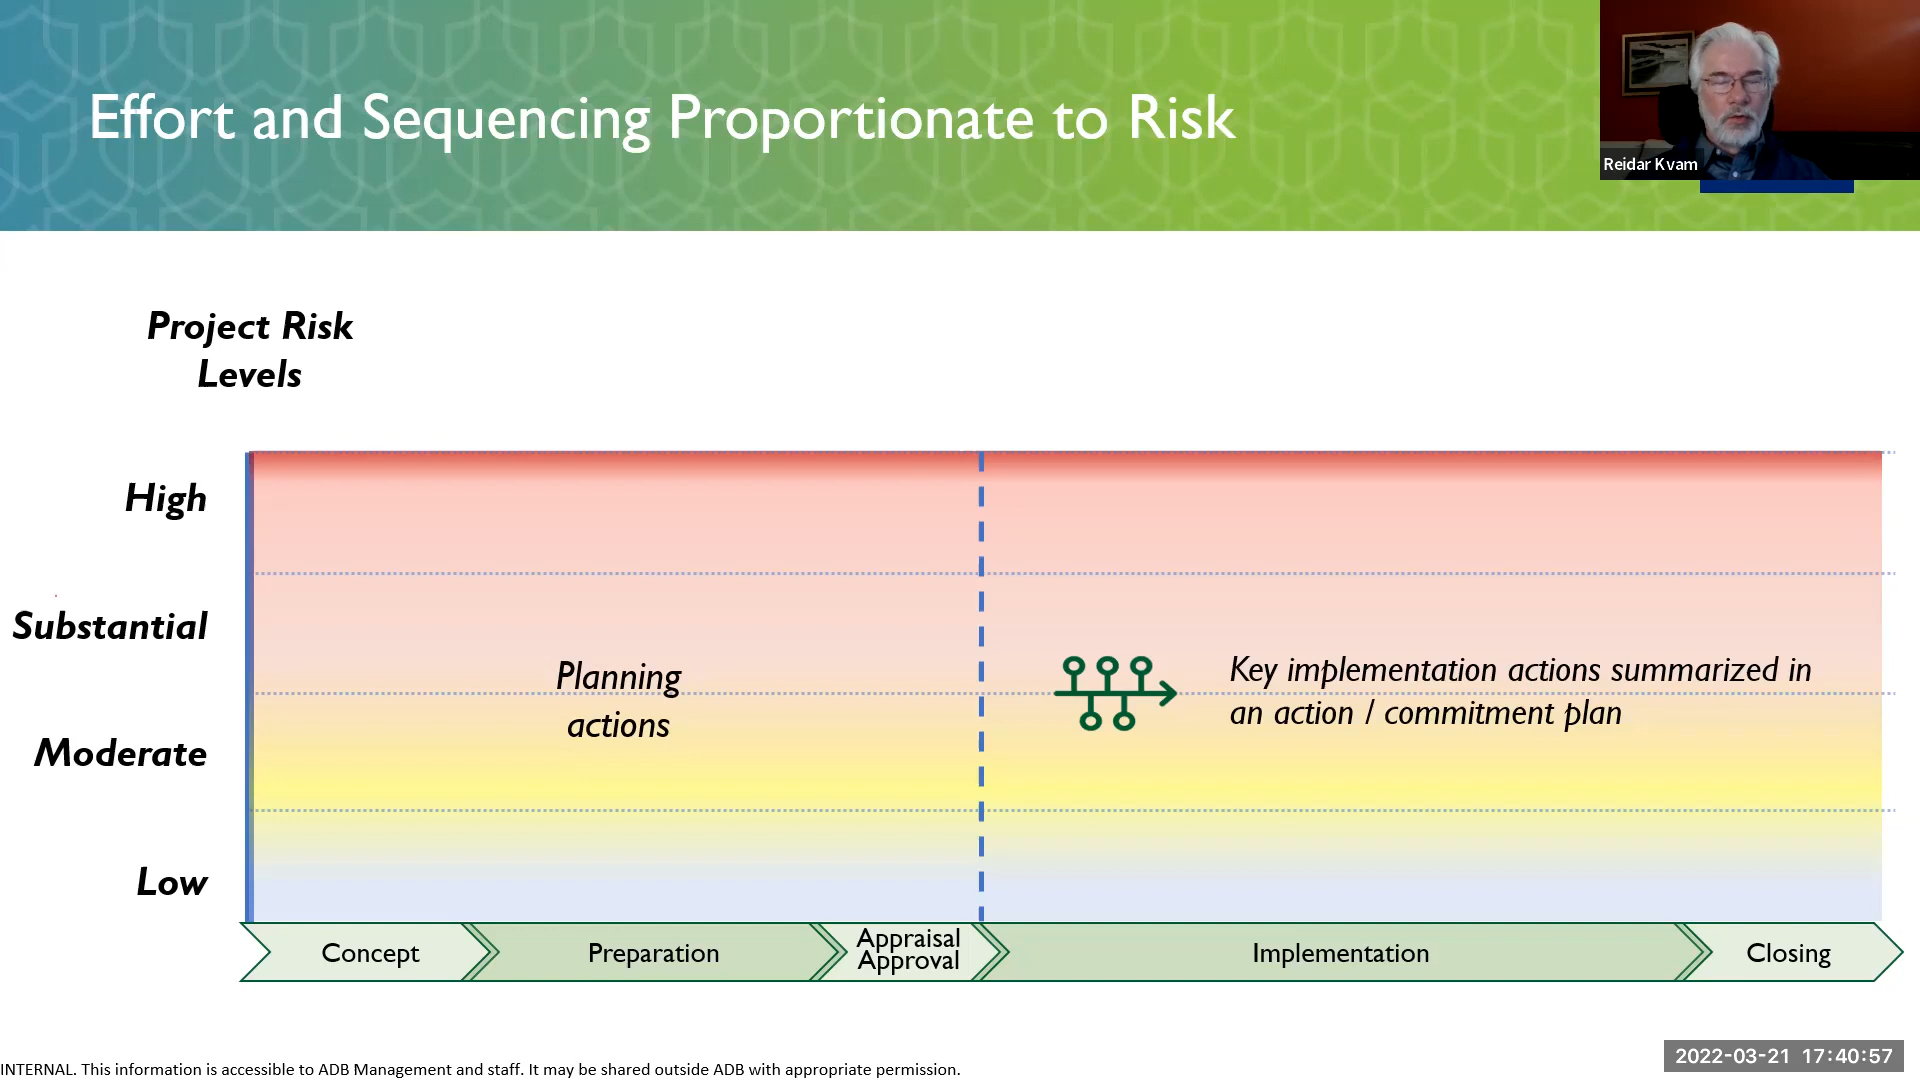 Effort and Sequencing Proportionate to Risk
Reidar Kvam
Project Risk
Levels
High
Substantial
Moderate
Low
Planning
actions
Key implementation actions summarized in
an action / commitment plan
Concept
Preparation
Appraisal
Approval
Implementation
Closing
INTERNAL. This information is accessible to ADB Management and staff. It may be shared outside ADB with appropriate permission.
2022-03-21 17:40:57